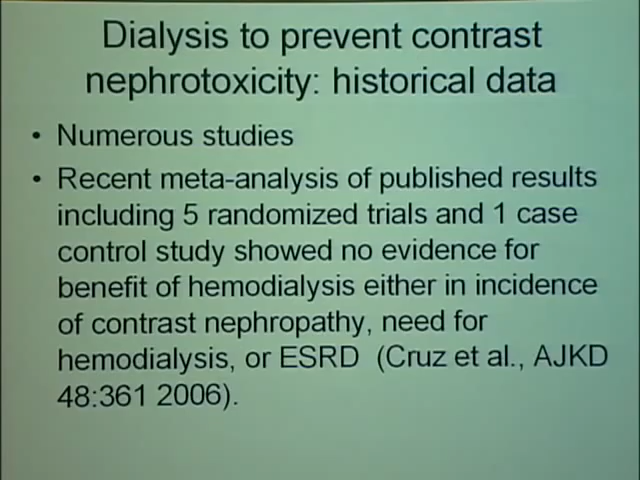 Dialysis to prevent contrast
nephrotoxicity: historical data
• Numerous studies
• Recent meta-analysis of published results
including 5 randomized trials and 1 case
control study showed no evidence for
benefit of hemodialysis either in incidence
of contrast nephropathy, need for
hemodialysis, or ESRD (Cruz et al., AJKD
48:361 2006).